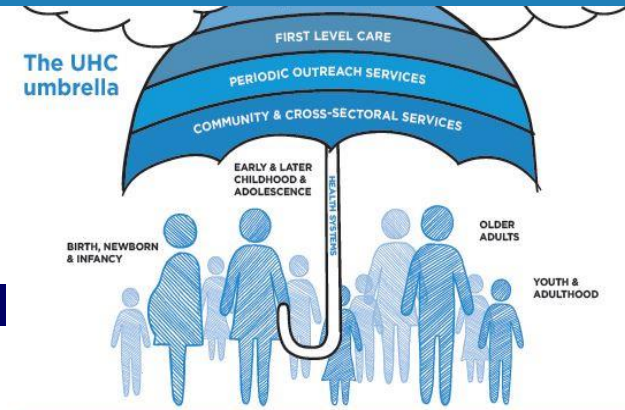 The UHC
umbrella
FIRST LEVEL CARE
PERIODIC OUTREACH SERVICES
COMMUNITY & CROSS-SECTORAL SERVICES
EARLY & LATER
CHILDHOOD &
ADOLESCENCE
HEALTH SYSTEMS
BIRTH, NEWBORN
& INFANCY
OLDER
ADULTS
YOUTH &
ADULTHOOD